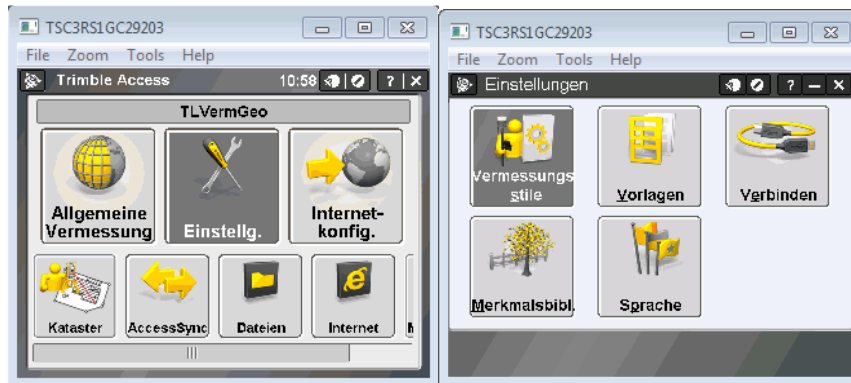 TSC3RS1GC29203
File Zoom Tools Help
Trimble Access 10:58 ? X
TLVermGeo
Allgemeine
Vermessung
Einstellg.
Internet-
konfig.
Kataster
AccessSync
Dateien
Internet
TSC3RS1GC29203
File Zoom Tools Help
Einstellungen ? – X
Vermessungs
stile
Vorlagen
Verbinden
Merkmalsbibl.
Sprache